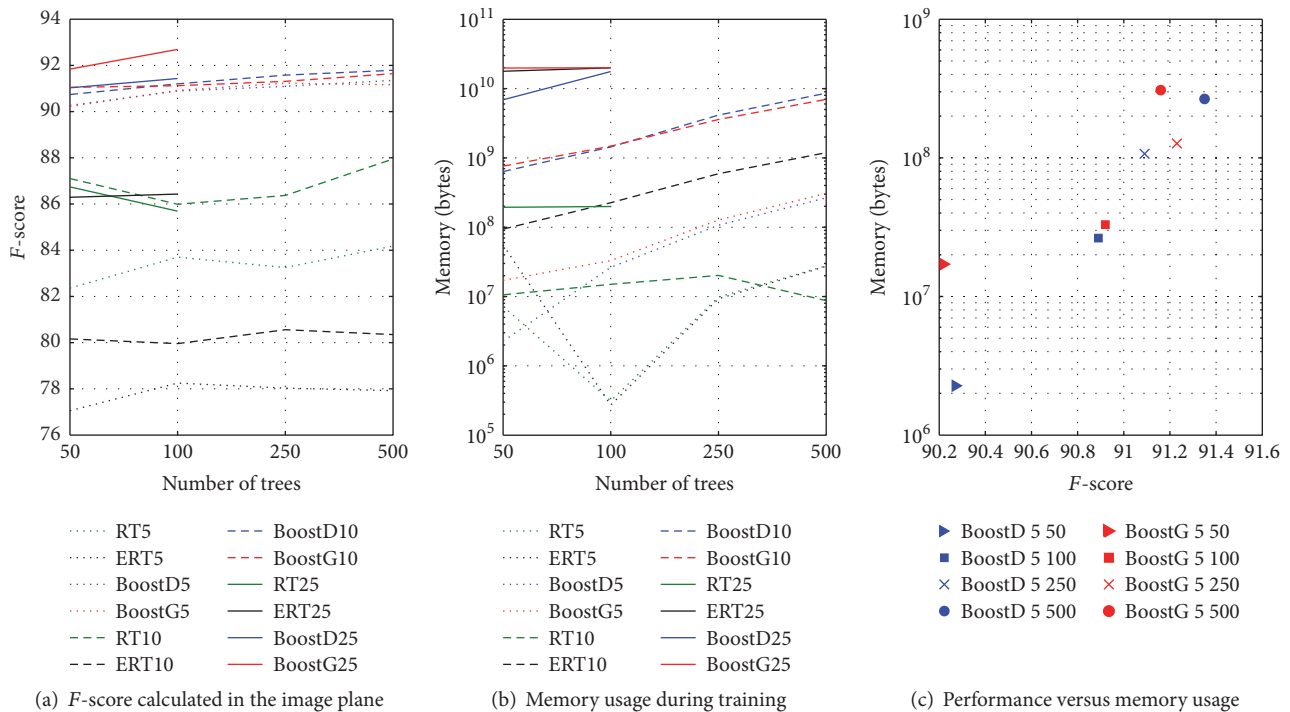 94
92
90
88
86
84
82
80
78
76
F-score
50 100 250 500
Number of trees
RT5
ERT5
BoostD5
BoostG5
RT10
ERT10
BoostD10
BoostG10
RT25
ERT25
BoostD25
BoostG25
(a) F-score calculated in the image plane
10^11
10^10
10^9
10^8
10^7
10^6
10^5
Memory (bytes)
50 100 250 500
Number of trees
RT5
ERT5
BoostD5
BoostG5
RT10
ERT10
BoostD10
BoostG10
RT25
ERT25
BoostD25
BoostG25
(b) Memory usage during training
10^9
10^8
10^7
10^6
Memory (bytes)
90.2 90.4 90.6 90.8 91 91.2 91.4 91.6
F-score
BoostD 5 50
BoostD 5 100
BoostD 5 250
BoostD 5 500
BoostG 5 50
BoostG 5 100
BoostG 5 250
BoostG 5 500
(c) Performance versus memory usage